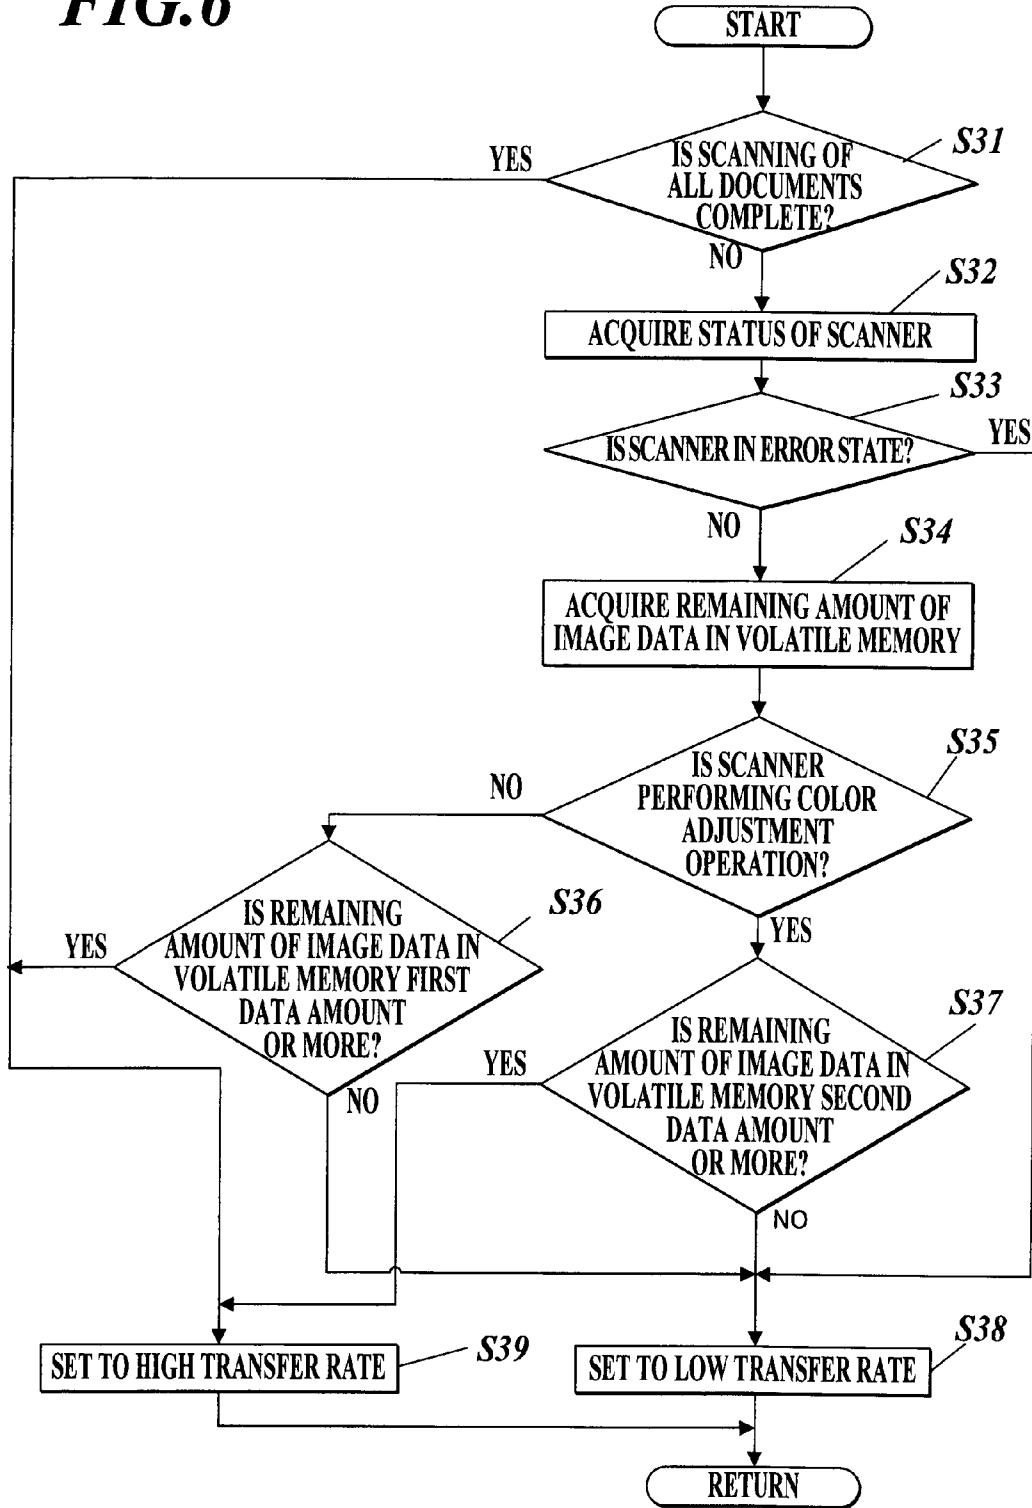 FIG.6
START
S31
YES
IS SCANNING OF
ALL DOCUMENTS
COMPLETE?
NO
S32
ACQUIRE STATUS OF SCANNER
S33
IS SCANNER IN ERROR STATE?
YES
NO
S34
ACQUIRE REMAINING AMOUNT OF
IMAGE DATA IN VOLATILE MEMORY
S35
IS SCANNER
PERFORMING COLOR
ADJUSTMENT
OPERATION?
NO
YES
S36
IS REMAINING
AMOUNT OF IMAGE DATA IN
VOLATILE MEMORY FIRST
DATA AMOUNT
OR MORE?
YES
NO
S37
IS REMAINING
AMOUNT OF IMAGE DATA IN
VOLATILE MEMORY SECOND
DATA AMOUNT
OR MORE?
YES
NO
SET TO HIGH TRANSFER RATE
S39
SET TO LOW TRANSFER RATE
S38
RETURN